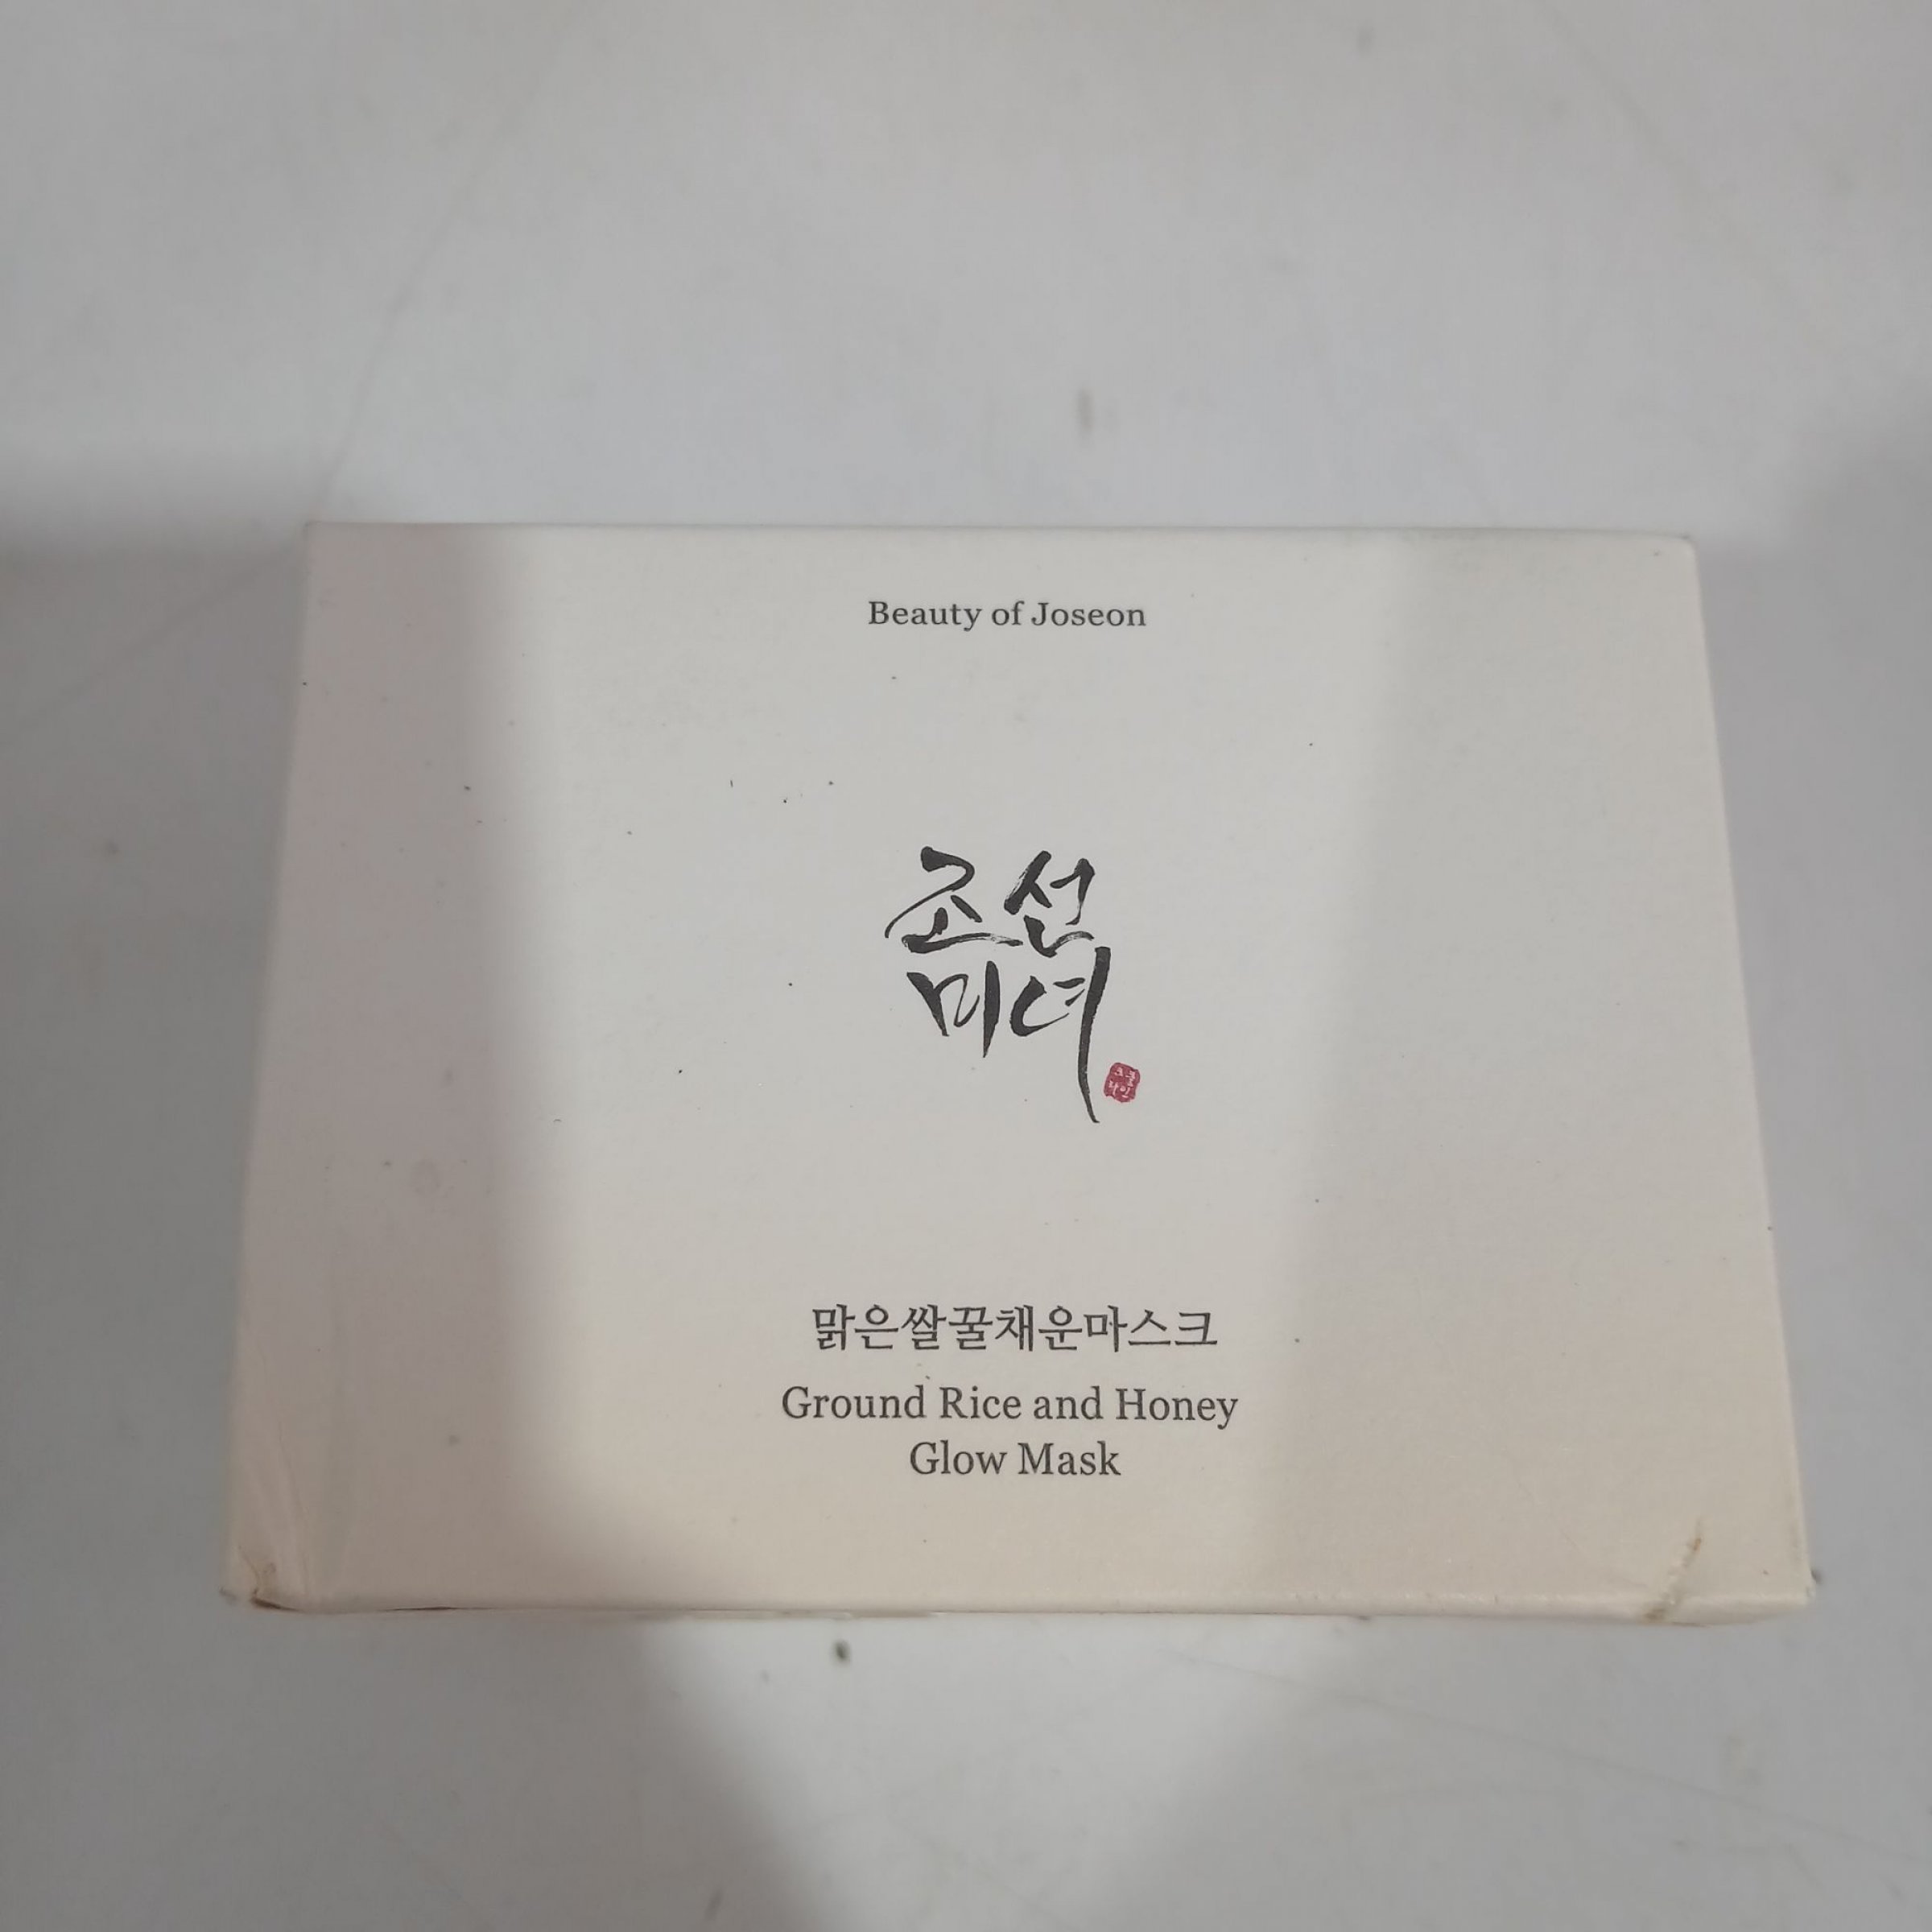 Beauty of Joseon
조선
미녀
맑은쌀꿀채운마스크
Ground Rice and Honey
Glow Mask